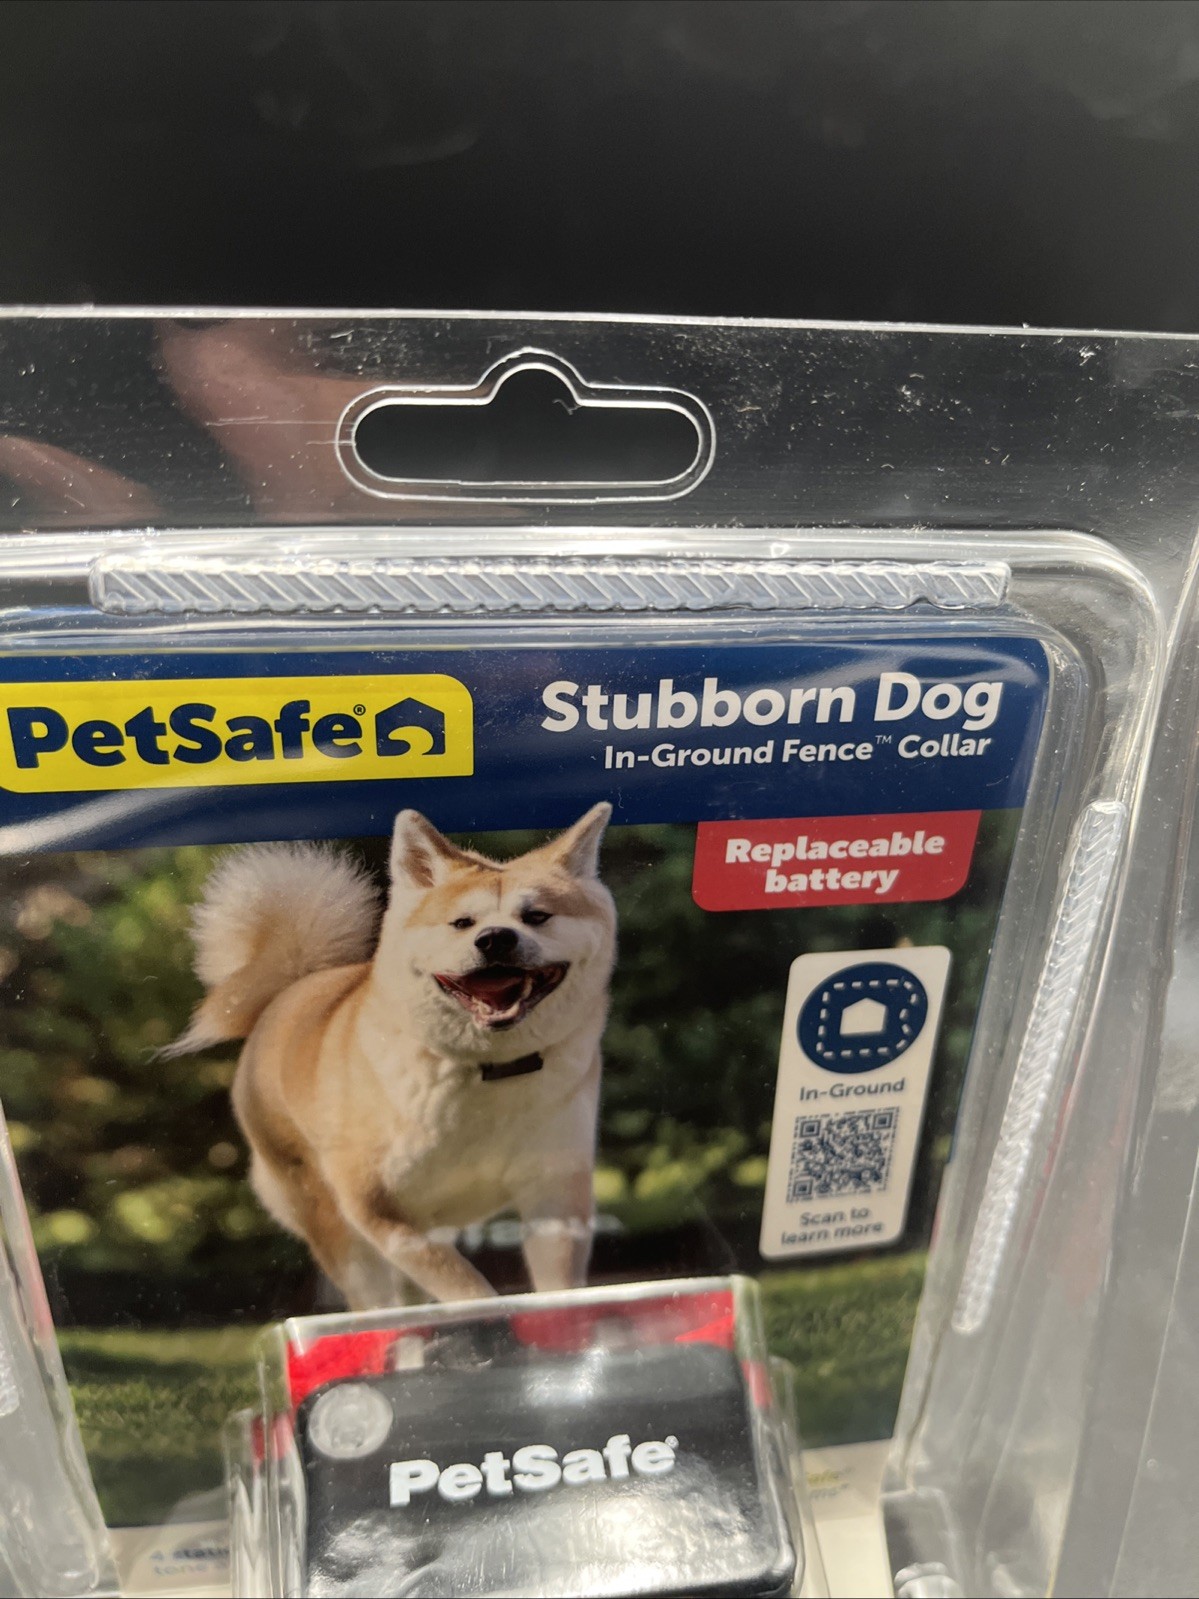 PetSafe®
Stubborn Dog
In-Ground Fence™ Collar
Replaceable
battery
In-Ground
Scan to
learn more
PetSafe®